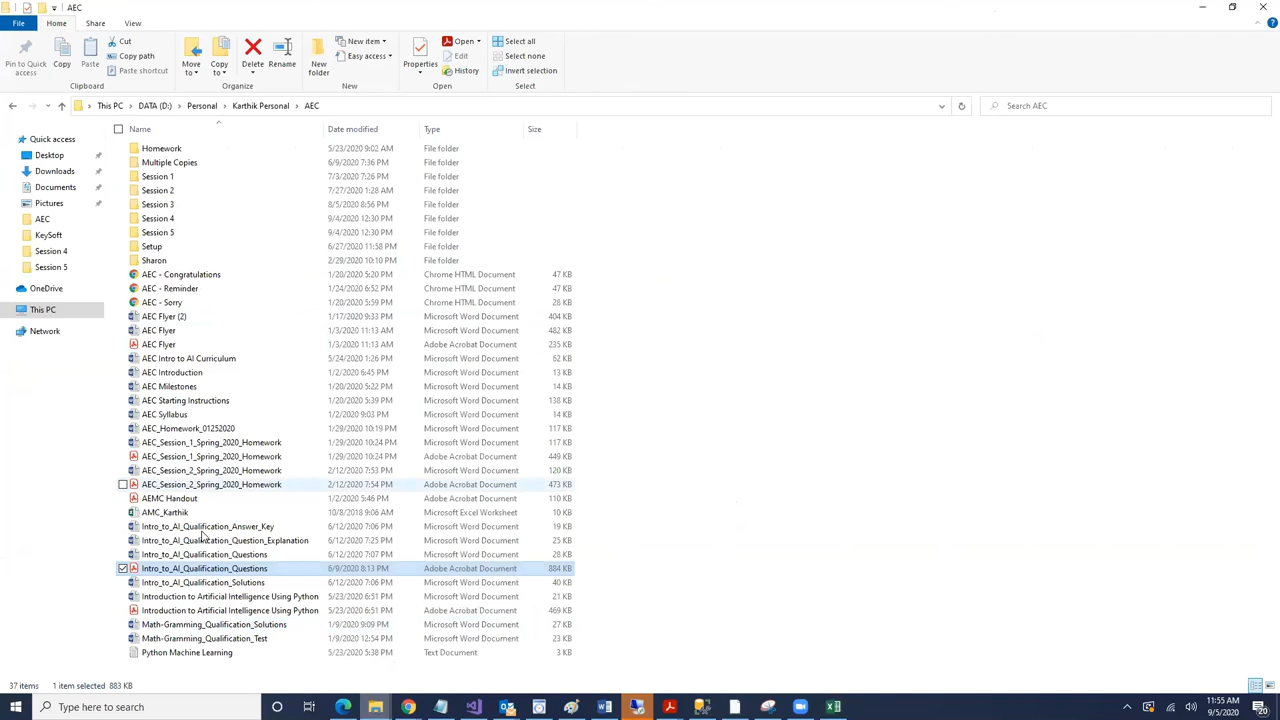 AEC
File Home Share View
Pin to Quick access
Copy
Paste
Cut
Copy path
Paste shortcut
Clipboard
Move to
Copy to
Delete
Rename
Organize
New folder
New item
Easy access
New
Properties
Open
Edit
History
Open
Select all
Select none
Invert selection
Select
This PC > DATA (D:) > Personal > Karthik Personal > AEC
Search AEC
Quick access
Desktop
Downloads
Documents
Pictures
AEC
KeySoft
Session 4
Session 5
OneDrive
This PC
Network
Name Date modified Type Size
Homework 5/23/2020 9:02 AM File folder
Multiple Copies 6/9/2020 7:36 PM File folder
Session 1 7/3/2020 7:26 PM File folder
Session 2 7/27/2020 1:28 AM File folder
Session 3 8/5/2020 8:56 PM File folder
Session 4 9/4/2020 12:30 PM File folder
Session 5 9/4/2020 12:30 PM File folder
Setup 6/27/2020 11:58 PM File folder
Sharon 2/29/2020 10:10 PM File folder
AEC - Congratulations 1/20/2020 5:20 PM Chrome HTML Document 47 KB
AEC - Reminder 1/24/2020 6:52 PM Chrome HTML Document 47 KB
AEC - Sorry 1/20/2020 5:59 PM Chrome HTML Document 28 KB
AEC Flyer (2) 1/17/2020 9:33 PM Microsoft Word Document 404 KB
AEC Flyer 1/3/2020 11:13 AM Microsoft Word Document 482 KB
AEC Flyer 1/3/2020 11:13 AM Adobe Acrobat Document 235 KB
AEC Intro to AI Curriculum 5/24/2020 1:26 PM Microsoft Word Document 62 KB
AEC Introduction 1/2/2020 6:45 PM Microsoft Word Document 13 KB
AEC Milestones 1/20/2020 5:22 PM Microsoft Word Document 14 KB
AEC Starting Instructions 1/20/2020 5:39 PM Microsoft Word Document 138 KB
AEC Syllabus 1/2/2020 9:03 PM Microsoft Word Document 14 KB
AEC_Homework_01252020 1/29/2020 10:19 PM Microsoft Word Document 117 KB
AEC_Session_1_Spring_2020_Homework 1/29/2020 10:24 PM Microsoft Word Document 117 KB
AEC_Session_1_Spring_2020_Homework 1/29/2020 10:24 PM Adobe Acrobat Document 449 KB
AEC_Session_2_Spring_2020_Homework 2/12/2020 7:53 PM Microsoft Word Document 120 KB
AEC_Session_2_Spring_2020_Homework 2/12/2020 7:54 PM Adobe Acrobat Document 473 KB
AEMC Handout 1/2/2020 5:46 PM Adobe Acrobat Document 110 KB
AMC_Karthik 10/8/2018 9:06 AM Microsoft Excel Worksheet 10 KB
Intro_to_AI_Qualification_Answer_Key 6/12/2020 7:06 PM Microsoft Word Document 19 KB
Intro_to_AI_Qualification_Question_Explanation 6/12/2020 7:06 PM Microsoft Word Document 25 KB
Intro_to_AI_Qualification_Questions 6/12/2020 7:07 PM Microsoft Word Document 28 KB
Intro_to_AI_Qualification_Questions 6/9/2020 8:13 PM Adobe Acrobat Document 884 KB
Intro_to_AI_Qualification_Solutions 6/12/2020 7:06 PM Microsoft Word Document 40 KB
Introduction to Artificial Intelligence Using Python 5/23/2020 6:51 PM Microsoft Word Document 21 KB
Introduction to Artificial Intelligence Using Python 5/23/2020 6:51 PM Adobe Acrobat Document 469 KB
Math-Gramming_Qualification_Solutions 1/9/2020 9:09 PM Microsoft Word Document 27 KB
Math-Gramming_Qualification_Test 1/9/2020 12:54 PM Microsoft Word Document 23 KB
Python Machine Learning 5/23/2020 5:38 PM Text Document 3 KB
37 items 1 item selected 883 KB
Type here to search
11:55 AM
9/5/2020
20